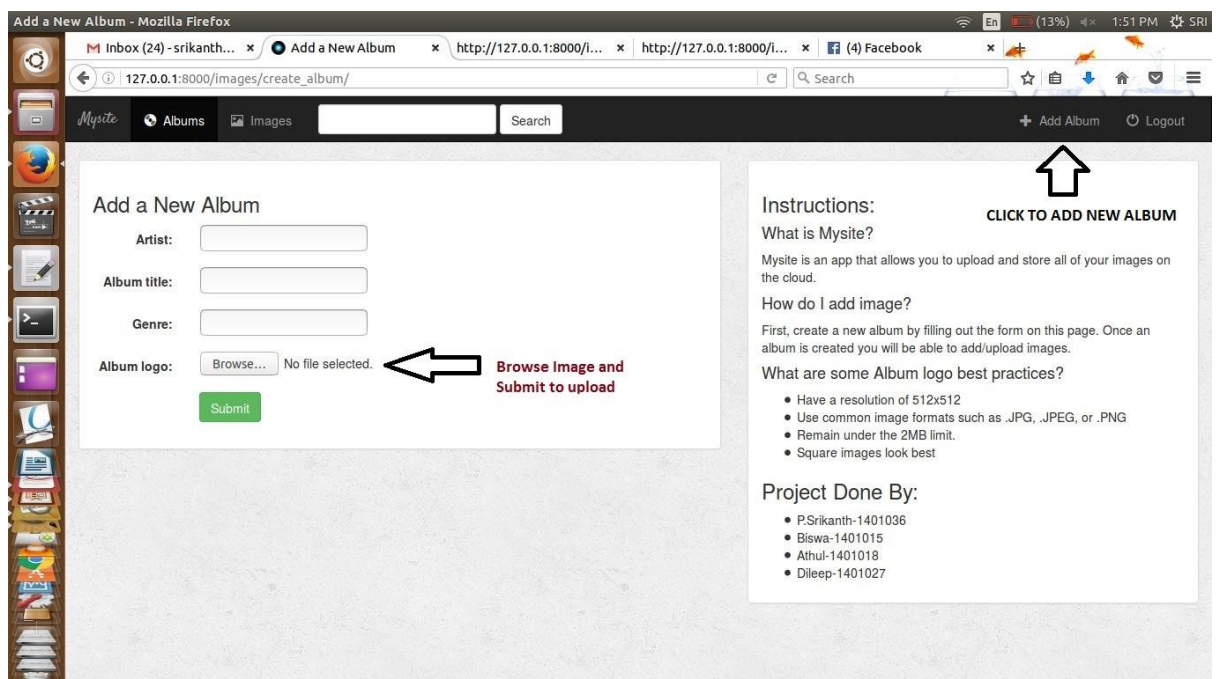 Add a New Album - Mozilla Firefox
En (13%) 1:51 PM SRI
Inbox (24) - srikanth... × Add a New Album × http://127.0.0.1:8000/i... × http://127.0.0.1:8000/i... × (4) Facebook ×
127.0.0.1:8000/images/create_album/ Search
Mysite Albums Images Search + Add Album Logout
CLICK TO ADD NEW ALBUM
Add a New Album
Artist:
Album title:
Genre:
Album logo: Browse... No file selected.
Browse Image and
Submit to upload
Submit
Instructions:
What is Mysite?
Mysite is an app that allows you to upload and store all of your images on
the cloud.
How do I add image?
First, create a new album by filling out the form on this page. Once an
album is created you will be able to add/upload images.
What are some Album logo best practices?
• Have a resolution of 512x512
• Use common image formats such as .JPG, .JPEG, or .PNG
• Remain under the 2MB limit.
• Square images look best
Project Done By:
• P.Srikanth-1401036
• Biswa-1401015
• Athul-1401018
• Dileep-1401027